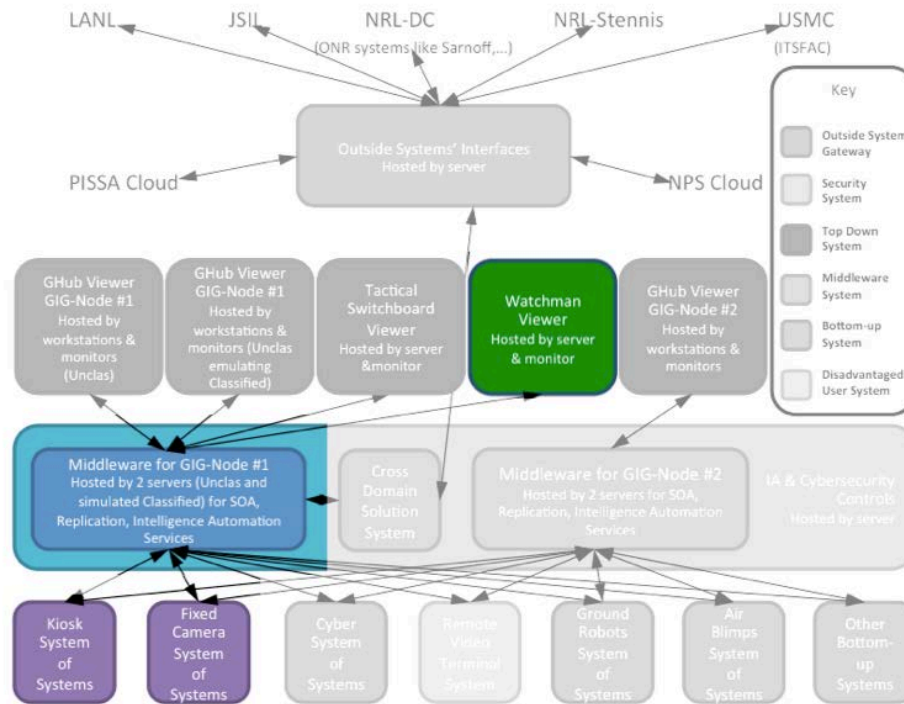 LANL
JSIL
NRL-DC
NRL-Stennis
USMC
(ONR systems like Sarnoff,...)
(ITSFAC)
Key
Outside System
Gateway
Security
System
Top Down
System
Middleware
System
Bottom-up
System
Disadvantaged
User System
Outside Systems' Interfaces
Hosted by server
PISSA Cloud
NPS Cloud
GHub Viewer
GIG-Node #1
Hosted by
workstations &
monitors
(Unclas)
GHub Viewer
GIG-Node #1
Hosted by
workstations &
monitors (Unclas
emulating
Classified)
Tactical
Switchboard
Viewer
Hosted by server
&monitor
Watchman
Viewer
Hosted by server
& monitor
GHub Viewer
GIG-Node #2
Hosted by
workstations &
monitors
Middleware for GIG-Node #1
Hosted by 2 servers (Unclas and
simulated Classified) for SOA,
Replication, Intelligence Automation
Services
Cross
Domain
Solution
System
Middleware for GIG-Node #2
Hosted by 2 servers for SOA,
Replication, Intelligence Automation
Services
IA & Cybersecurity
Controls
Hosted by server
Kiosk
System
of
Systems
Fixed
Camera
System
of
Systems
Cyber
System
of
Systems
Remote
Video
Terminal
System
Ground
Robots
System
of
Systems
Air
Blimps
System
of
Systems
Other
Bottom-
up
Systems